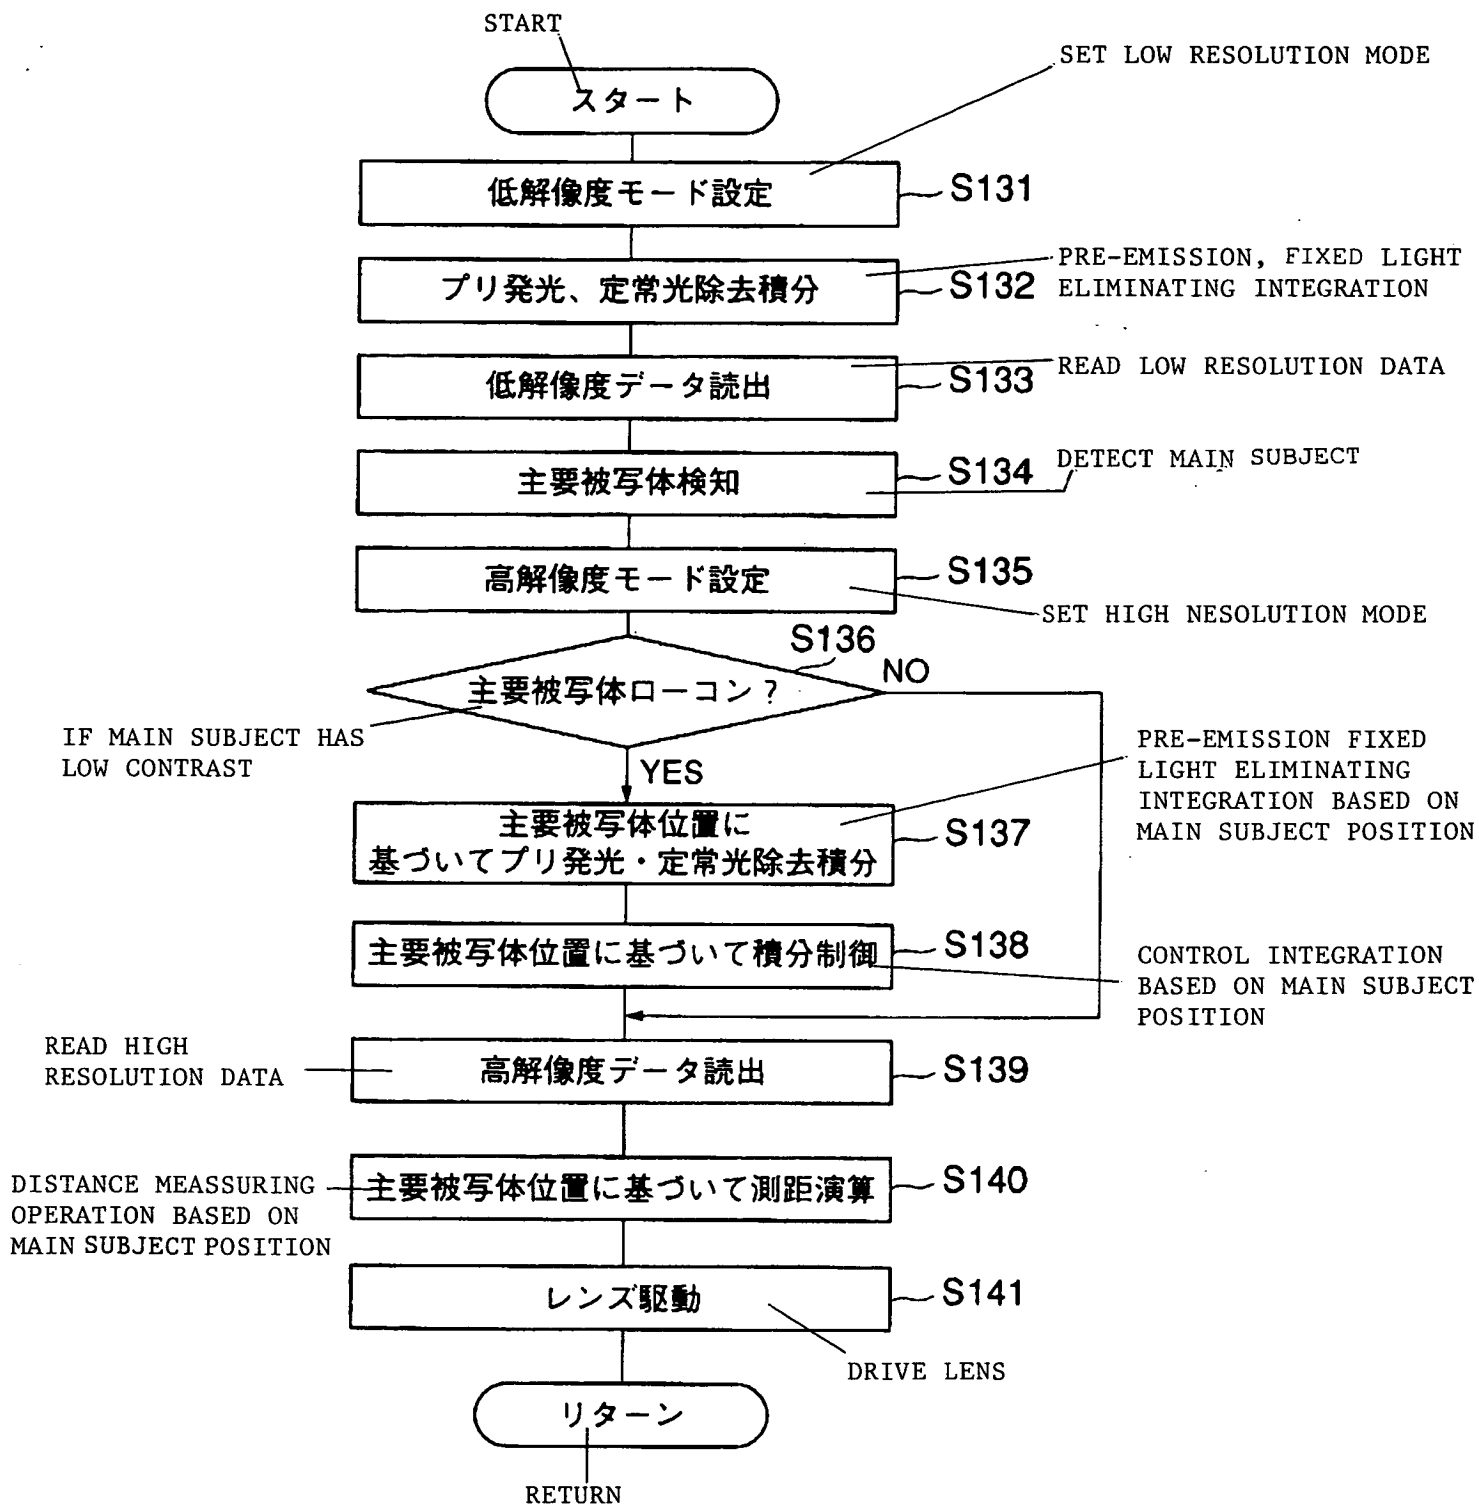 START
スタート
SET LOW RESOLUTION MODE
低解像度モード設定
S131
プリ発光、定常光除去積分
S132
PRE-EMISSION, FIXED LIGHT
ELIMINATING INTEGRATION
低解像度データ読出
S133
READ LOW RESOLUTION DATA
主要被写体検知
S134
DETECT MAIN SUBJECT
高解像度モード設定
S135
SET HIGH NESOLUTION MODE
S136
主要被写体ローコン?
NO
IF MAIN SUBJECT HAS
LOW CONTRAST
YES
主要被写体位置に
基づいてプリ発光・定常光除去積分
S137
PRE-EMISSION FIXED
LIGHT ELIMINATING
INTEGRATION BASED ON
MAIN SUBJECT POSITION
主要被写体位置に基づいて積分制御
S138
CONTROL INTEGRATION
BASED ON MAIN SUBJECT
POSITION
READ HIGH
RESOLUTION DATA
高解像度データ読出
S139
DISTANCE MEASSURING
OPERATION BASED ON
MAIN SUBJECT POSITION
主要被写体位置に基づいて測距演算
S140
レンズ駆動
S141
DRIVE LENS
リターン
RETURN